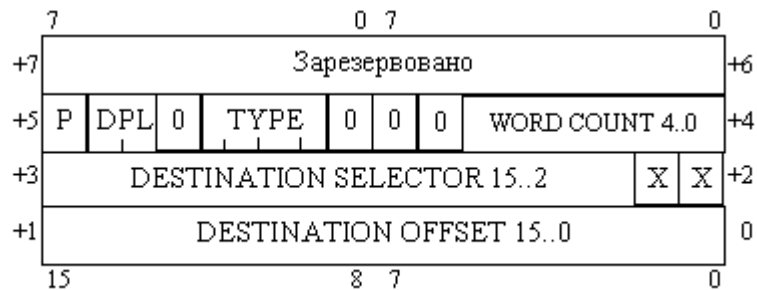 7 0 7 0
+7 Зарезервовано +6
+5 P DPL 0 TYPE 0 0 0 WORD COUNT 4..0 +4
+3 DESTINATION SELECTOR 15..2 X X +2
+1 DESTINATION OFFSET 15..0 0
15 8 7 0